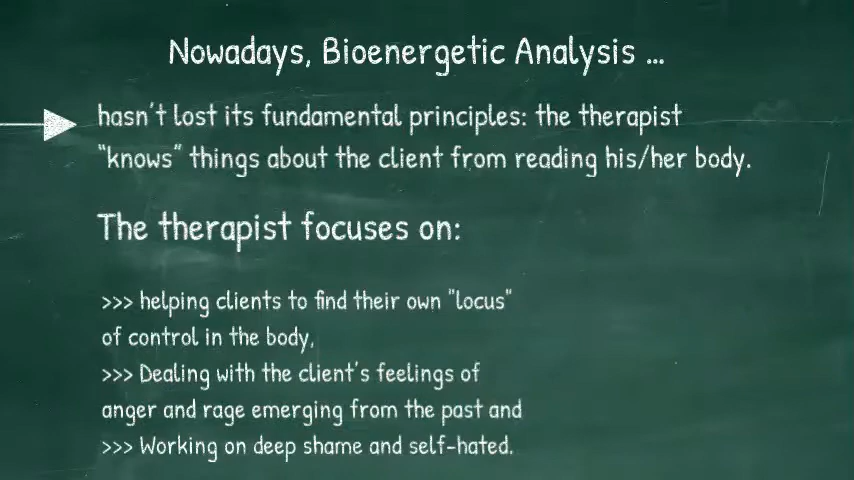 Nowadays, Bioenergetic Analysis ...
hasn't lost its fundamental principles: the therapist
"knows" things about the client from reading his/her body.
The therapist focuses on:
>>> helping clients to find their own "locus"
of control in the body,
>>> Dealing with the client's feelings of
anger and rage emerging from the past and
>>> Working on deep shame and self-hated.